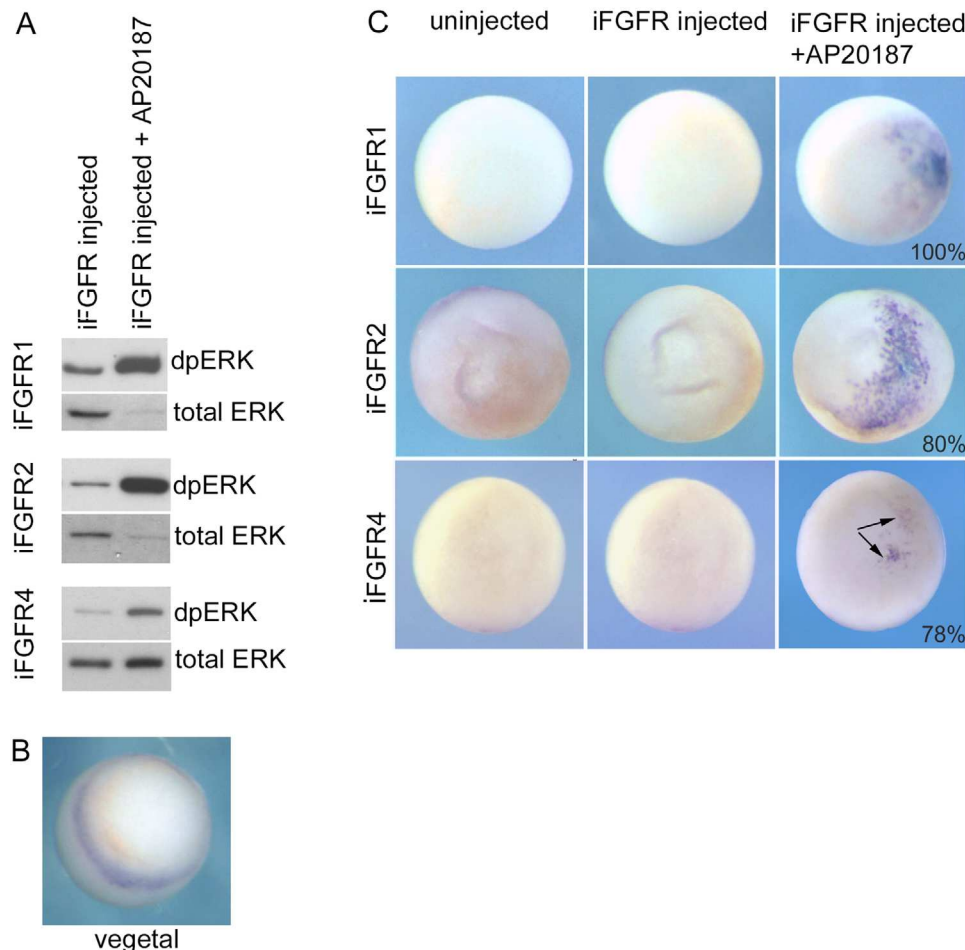 A
iFGFR injected
iFGFR injected + AP20187
iFGFR1
dpERK
total ERK
iFGFR2
dpERK
total ERK
iFGFR4
dpERK
total ERK
B
vegetal
C
uninjected
iFGFR injected
iFGFR injected
+AP20187
iFGFR1
100%
iFGFR2
80%
iFGFR4
78%